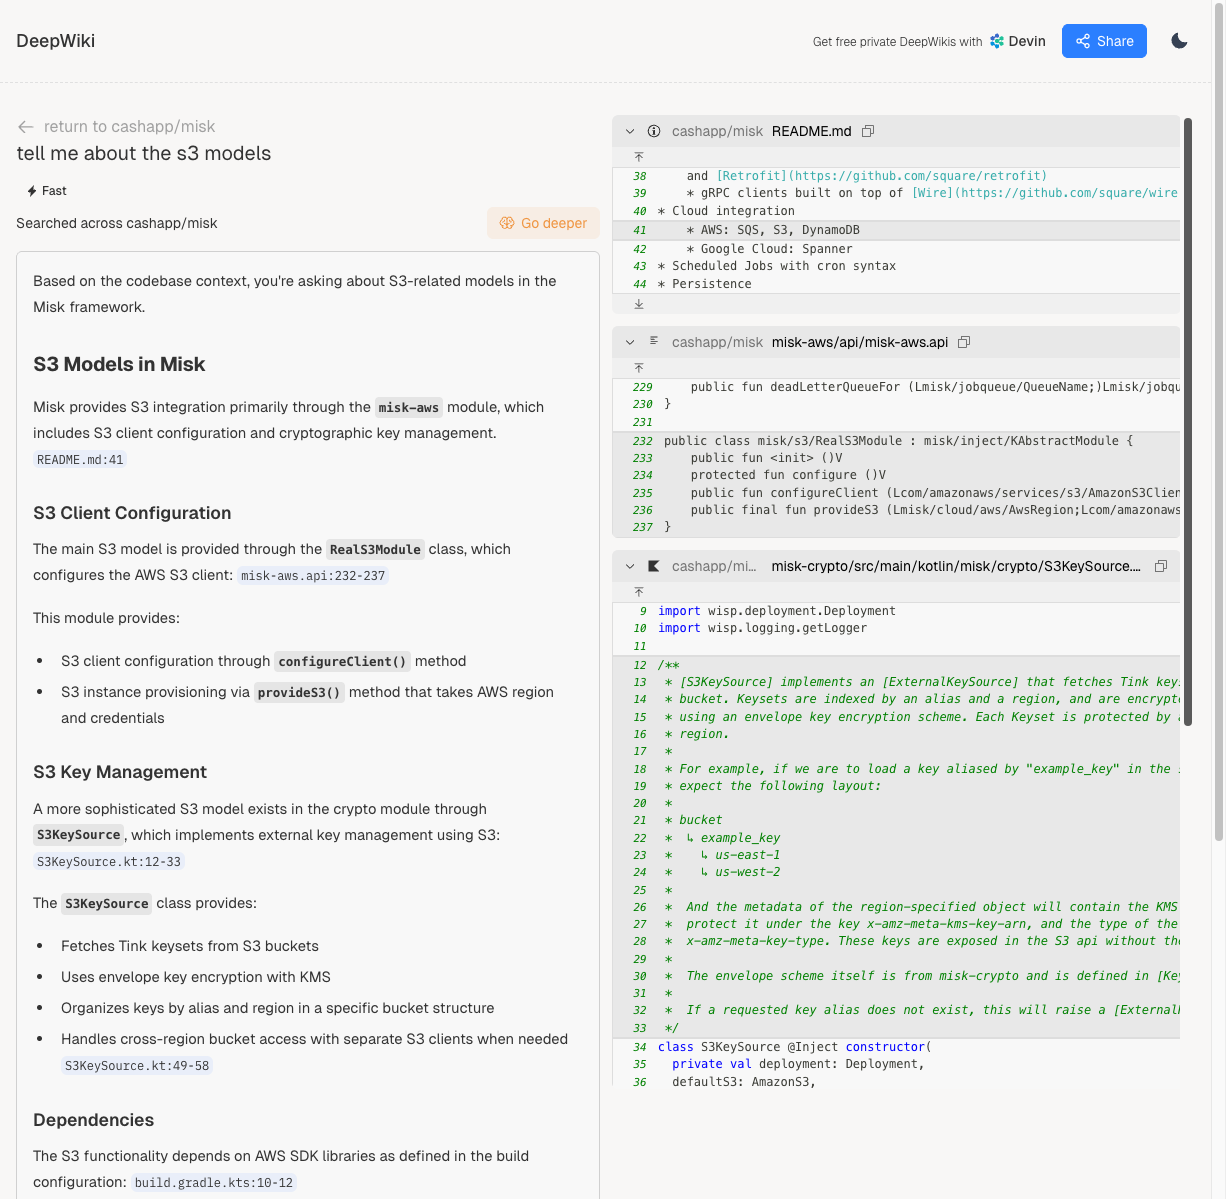 DeepWiki
Get free private DeepWikis with Devin
Share
return to cashapp/misk
tell me about the s3 models
Fast
Searched across cashapp/misk
Go deeper
Based on the codebase context, you're asking about S3-related models in the
Misk framework.
S3 Models in Misk
Misk provides S3 integration primarily through the misk-aws module, which
includes S3 client configuration and cryptographic key management.
README.md:41
S3 Client Configuration
The main S3 model is provided through the RealS3Module class, which
configures the AWS S3 client: misk-aws.api:232-237
This module provides:
• S3 client configuration through configureClient() method
• S3 instance provisioning via provideS3() method that takes AWS region
and credentials
S3 Key Management
A more sophisticated S3 model exists in the crypto module through
S3KeySource, which implements external key management using S3:
S3KeySource.kt:12-33
The S3KeySource class provides:
• Fetches Tink keysets from S3 buckets
• Uses envelope key encryption with KMS
• Organizes keys by alias and region in a specific bucket structure
• Handles cross-region bucket access with separate S3 clients when needed
S3KeySource.kt:49-58
Dependencies
The S3 functionality depends on AWS SDK libraries as defined in the build
configuration: build.gradle.kts:10-12
cashapp/misk README.md
38 and [Retrofit](https://github.com/square/retrofit)
39 * gRPC clients built on top of [Wire](https://github.com/square/wire
40 * Cloud integration
41 * AWS: SQS, S3, DynamoDB
42 * Google Cloud: Spanner
43 * Scheduled Jobs with cron syntax
44 * Persistence
cashapp/misk misk-aws/api/misk-aws.api
229 public fun deadLetterQueueFor (Lmisk/jobqueue/QueueName;)Lmisk/jobqu
230 }
231
232 public class misk/s3/RealS3Module : misk/inject/KAbstractModule {
233 public fun <init> ()V
234 protected fun configure ()V
235 public fun configureClient (Lcom/amazonaws/services/s3/AmazonS3Clien
236 public final fun provideS3 (Lmisk/cloud/aws/AwsRegion;Lcom/amazonaws
237 }
cashapp/mi... misk-crypto/src/main/kotlin/misk/crypto/S3KeySource....
9 import wisp.deployment.Deployment
10 import wisp.logging.getLogger
11
12 /**
13 * [S3KeySource] implements an [ExternalKeySource] that fetches Tink key
14 * bucket. Keysets are indexed by an alias and a region, and are encrypt
15 * using an envelope key encryption scheme. Each Keyset is protected by
16 * region.
17 *
18 * For example, if we are to load a key aliased by "example_key" in the
19 * expect the following layout:
20 *
21 * bucket
22 * ↳ example_key
23 * ↳ us-east-1
24 * ↳ us-west-2
25 *
26 * And the metadata of the region-specified object will contain the KMS
27 * protect it under the key x-amz-meta-kms-key-arn, and the type of the
28 * x-amz-meta-key-type. These keys are exposed in the S3 api without the
29 *
30 * The envelope scheme itself is from misk-crypto and is defined in [Key
31 *
32 * If a requested key alias does not exist, this will raise a [External
33 */
34 class S3KeySource @Inject constructor(
35 private val deployment: Deployment,
36 defaultS3: AmazonS3,